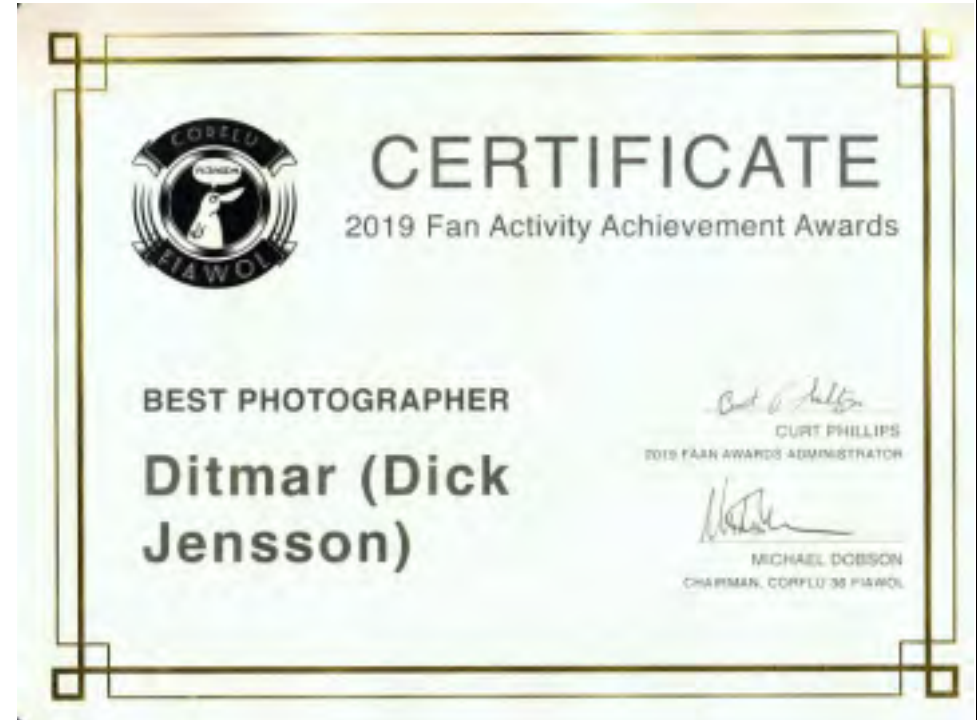 CORFLU
FIAWOL
CERTIFICATE
2019 Fan Activity Achievement Awards
BEST PHOTOGRAPHER
Ditmar (Dick
Jensson)
CURT PHILLIPS
2019 FAAN AWARDS ADMINISTRATOR
MICHAEL DOBSON
CHAIRMAN, CORFLU 36 FIAWOL